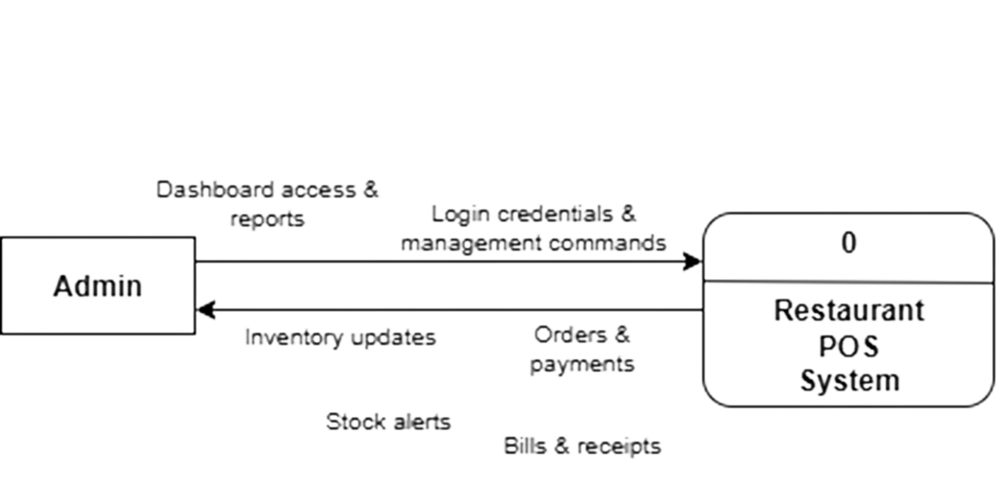 Dashboard access &
reports
Login credentials &
management commands
0
Admin
Restaurant
POS
System
Inventory updates
Orders &
payments
Stock alerts
Bills & receipts